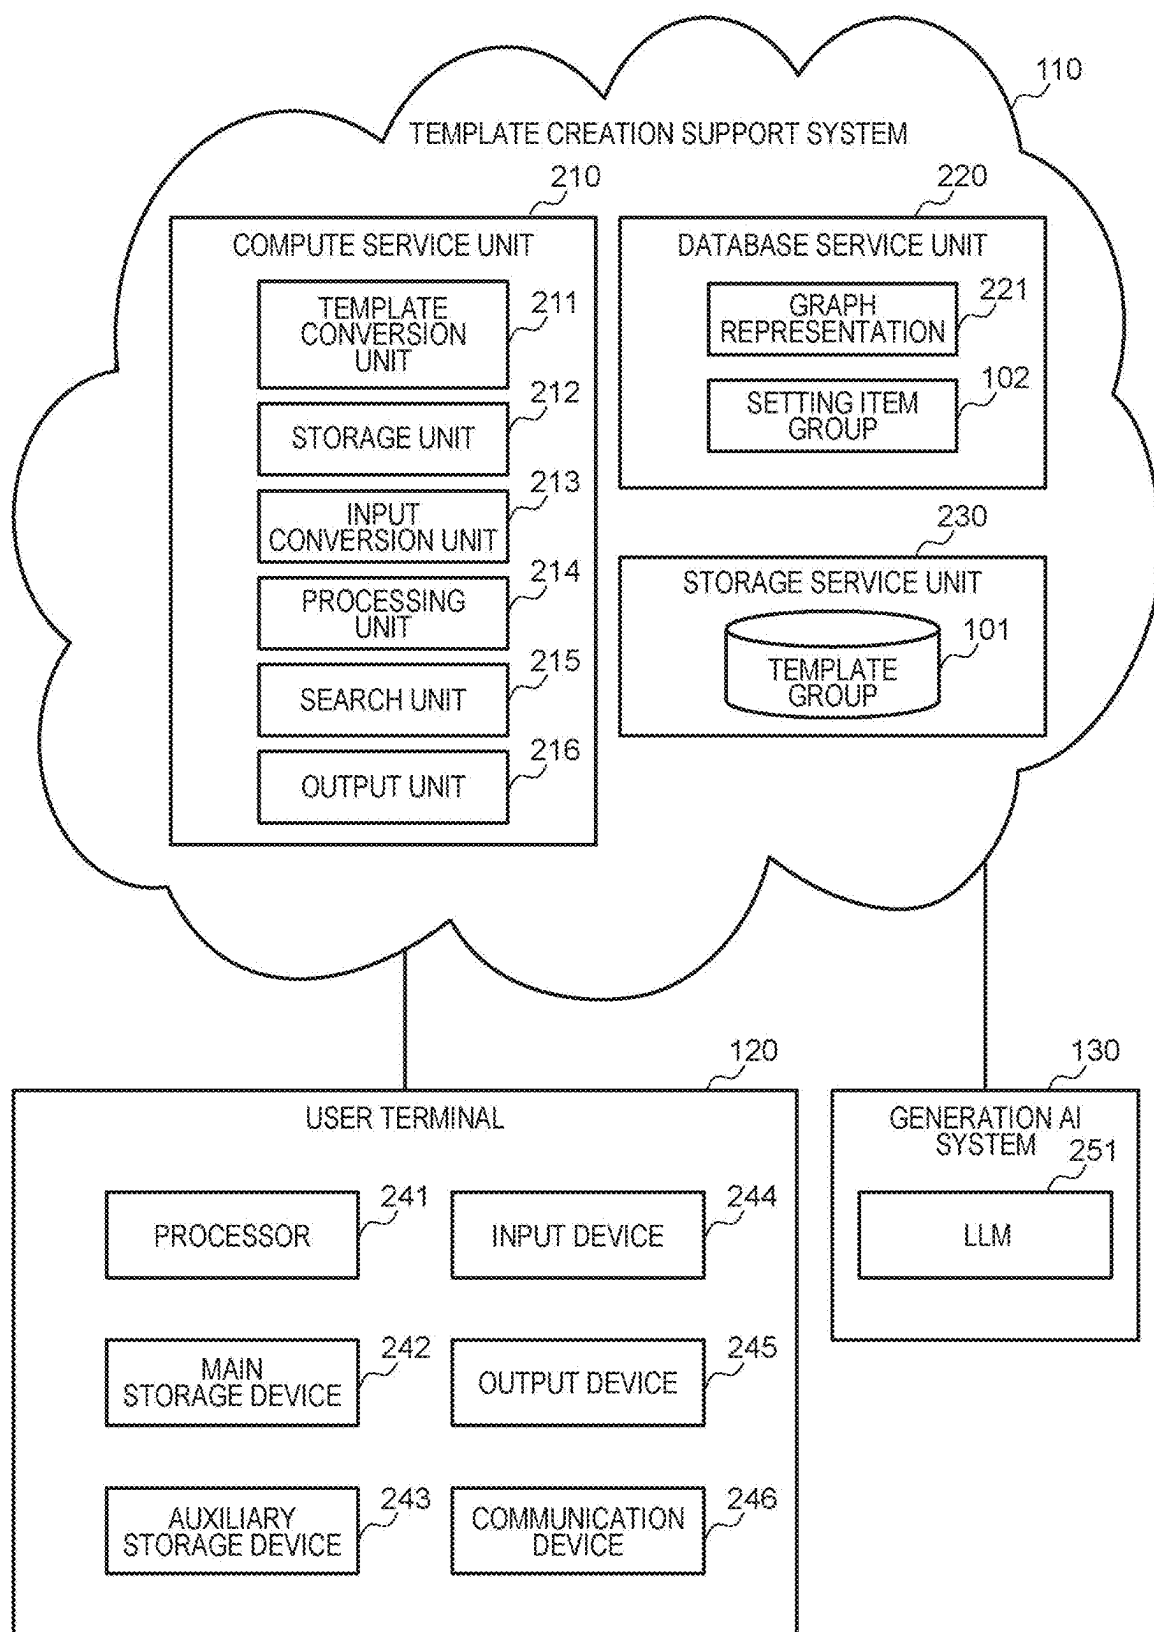 110
TEMPLATE CREATION SUPPORT SYSTEM
210
COMPUTE SERVICE UNIT
TEMPLATE
CONVERSION
UNIT
211
STORAGE UNIT
212
INPUT
CONVERSION UNIT
213
PROCESSING
UNIT
214
SEARCH UNIT
215
OUTPUT UNIT
216
220
DATABASE SERVICE UNIT
GRAPH
REPRESENTATION
221
SETTING ITEM
GROUP
102
230
STORAGE SERVICE UNIT
TEMPLATE
GROUP
101
120
USER TERMINAL
PROCESSOR
241
INPUT DEVICE
244
MAIN
STORAGE DEVICE
242
OUTPUT DEVICE
245
AUXILIARY
STORAGE DEVICE
243
COMMUNICATION
DEVICE
246
130
GENERATION AI
SYSTEM
251
LLM